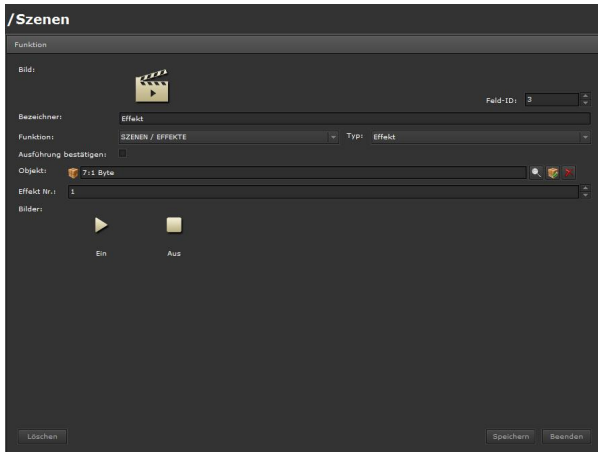 /Szenen
Funktion
Bild:
Feld-ID: 3
Bezeichner: Effekt
Funktion: SZENEN / EFFEKTE Typ: Effekt
Ausführung bestätigen:
Objekt: 7:1 Byte
Effekt Nr.: 1
Bilder:
Ein Aus
Löschen Speichern Beenden